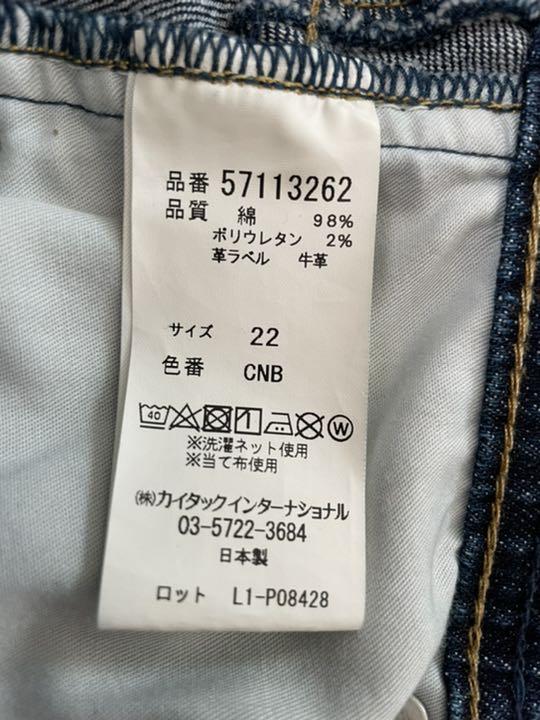 品番 57113262
品質 綿 98%
ポリウレタン 2%
革ラベル 牛革
サイズ 22
色番 CNB
40 W
※洗濯ネット使用
※当て布使用
㈱カイタックインターナショナル
03-5722-3684
日本製
ロット L1-P08428